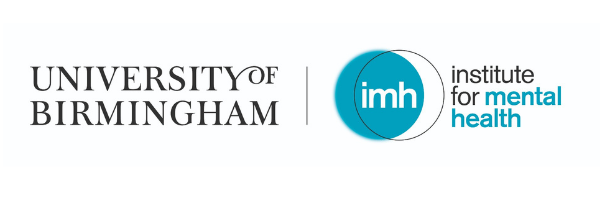 UNIVERSITY OF
BIRMINGHAM
imh
institute
for mental
health